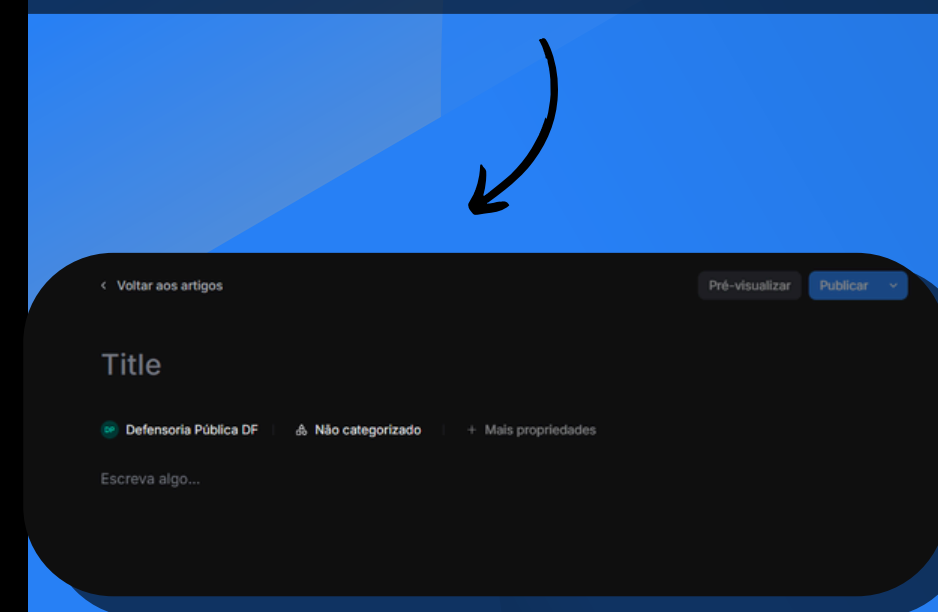 Voltar aos artigos
Pré-visualizar
Publicar
Title
DP Defensoria Pública DF
Não categorizado
+ Mais propriedades
Escreva algo...